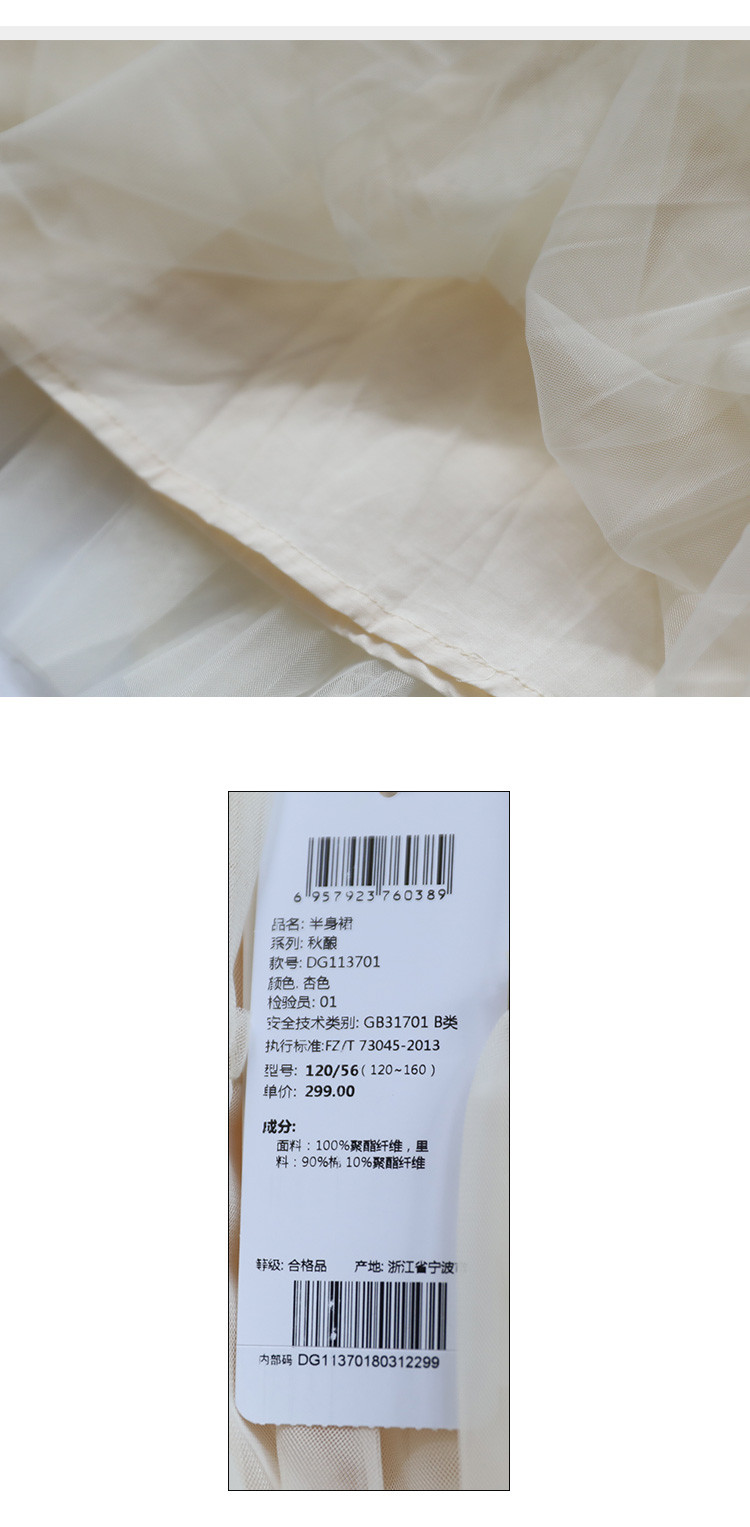 6 957923 760389
品名: 半身裙
系列: 秋酿
款号: DG113701
颜色: 杏色
检验员: 01
安全技术类别: GB31701 B类
执行标准:FZ/T 73045-2013
型号: 120/56 ( 120~160 )
单价: 299.00
成分:
面料 : 100%聚酯纤维 , 里
料 : 90%棉, 10%聚酯纤维
等级: 合格品 产地: 浙江省宁波
内部码 DG11370180312299